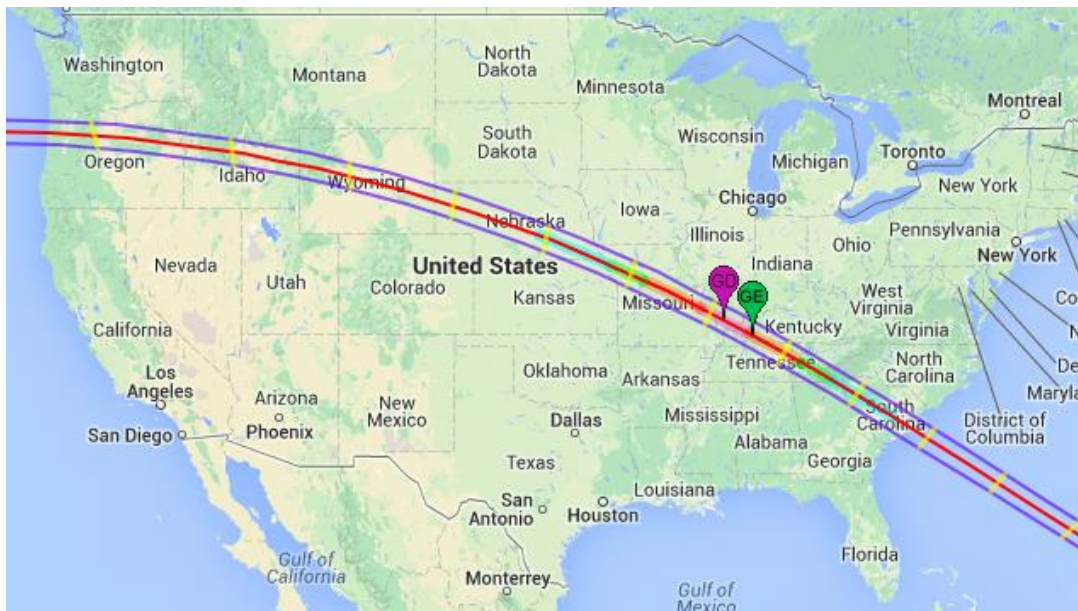 Washington
Montana
North
Dakota
Minnesota
Montreal
Oregon
Idaho
Wyoming
South
Dakota
Wisconsin
Michigan
Toronto
New York
Chicago
Iowa
Nebraska
Illinois
Ohio
Pennsylvania
New York
Nevada
Utah
Colorado
United States
Kansas
Missouri
Indiana
GD
GE
West
Virginia
Virginia
Kentucky
California
Los
Angeles
San Diego
Arizona
Phoenix
New
Mexico
Oklahoma
Arkansas
Tennessee
North
Carolina
South
Carolina
Dallas
Texas
Mississippi
Alabama
Georgia
Louisiana
San
Antonio
Houston
Florida
Gulf of
California
Monterrey
Gulf of
Mexico
District of
Columbia
Co
N
De
Maryla